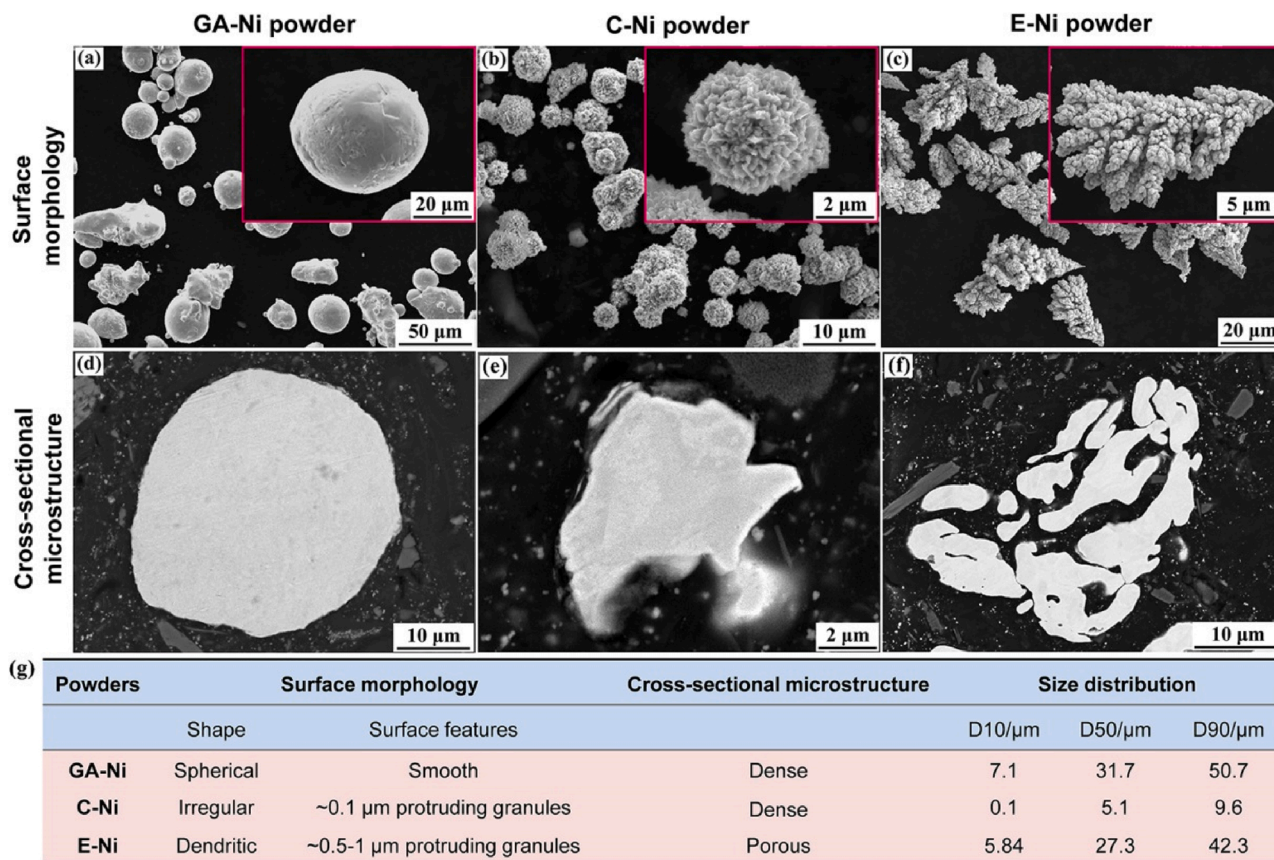 GA-Ni powder C-Ni powder E-Ni powder
Surface
morphology
(a) 20 μm 50 μm
(b) 2 μm 10 μm
(c) 5 μm 20 μm
Cross-sectional
microstructure
(d) 10 μm
(e) 2 μm
(f) 10 μm
(g)
Powders Surface morphology Cross-sectional microstructure Size distribution
Shape Surface features D10/μm D50/μm D90/μm
GA-Ni Spherical Smooth Dense 7.1 31.7 50.7
C-Ni Irregular ~0.1 μm protruding granules Dense 0.1 5.1 9.6
E-Ni Dendritic ~0.5-1 μm protruding granules Porous 5.84 27.3 42.3